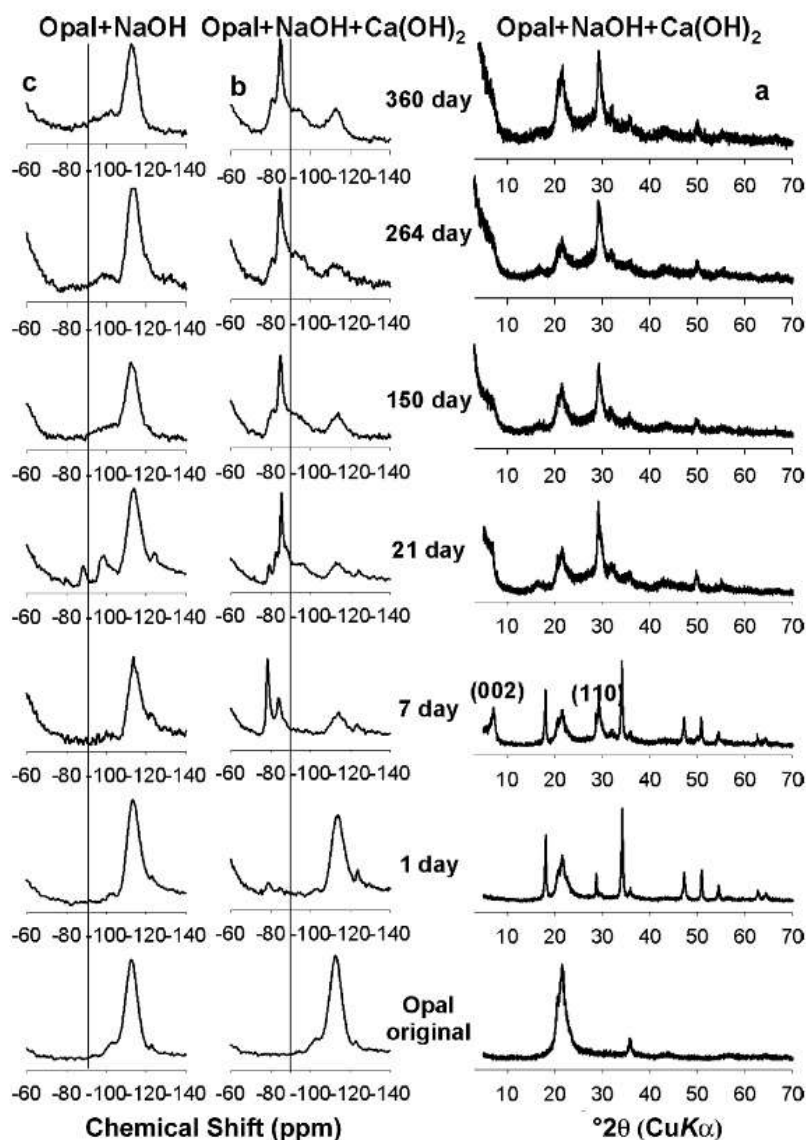 Opal+NaOH Opal+NaOH+Ca(OH)2 Opal+NaOH+Ca(OH)2
c b 360 day a
-60 -80 -100 -120 -140 -60 -80 -100 -120 -140 10 20 30 40 50 60 70
264 day
-60 -80 -100 -120 -140 -60 -80 -100 -120 -140 10 20 30 40 50 60 70
150 day
-60 -80 -100 -120 -140 -60 -80 -100 -120 -140 10 20 30 40 50 60 70
21 day
-60 -80 -100 -120 -140 -60 -80 -100 -120 -140 10 20 30 40 50 60 70
7 day (002) (110)
-60 -80 -100 -120 -140 -60 -80 -100 -120 -140 10 20 30 40 50 60 70
1 day
-60 -80 -100 -120 -140 -60 -80 -100 -120 -140 10 20 30 40 50 60 70
Opal
original
-60 -80 -100 -120 -140 -60 -80 -100 -120 -140 10 20 30 40 50 60 70
Chemical Shift (ppm) °2θ (CuKα)